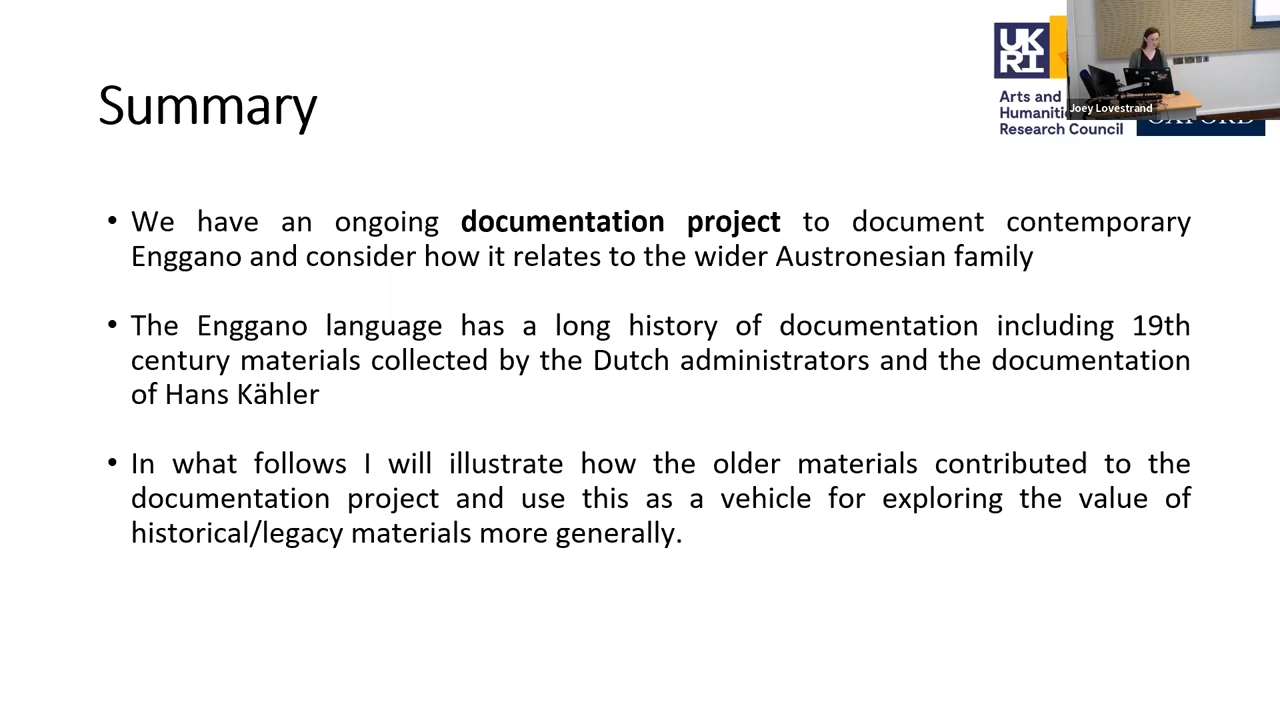 Summary
UK
RI
Arts and
Humaniti
Research Council
Joey Lovestrand
• We have an ongoing documentation project to document contemporary
Enggano and consider how it relates to the wider Austronesian family
• The Enggano language has a long history of documentation including 19th
century materials collected by the Dutch administrators and the documentation
of Hans Kähler
• In what follows I will illustrate how the older materials contributed to the
documentation project and use this as a vehicle for exploring the value of
historical/legacy materials more generally.